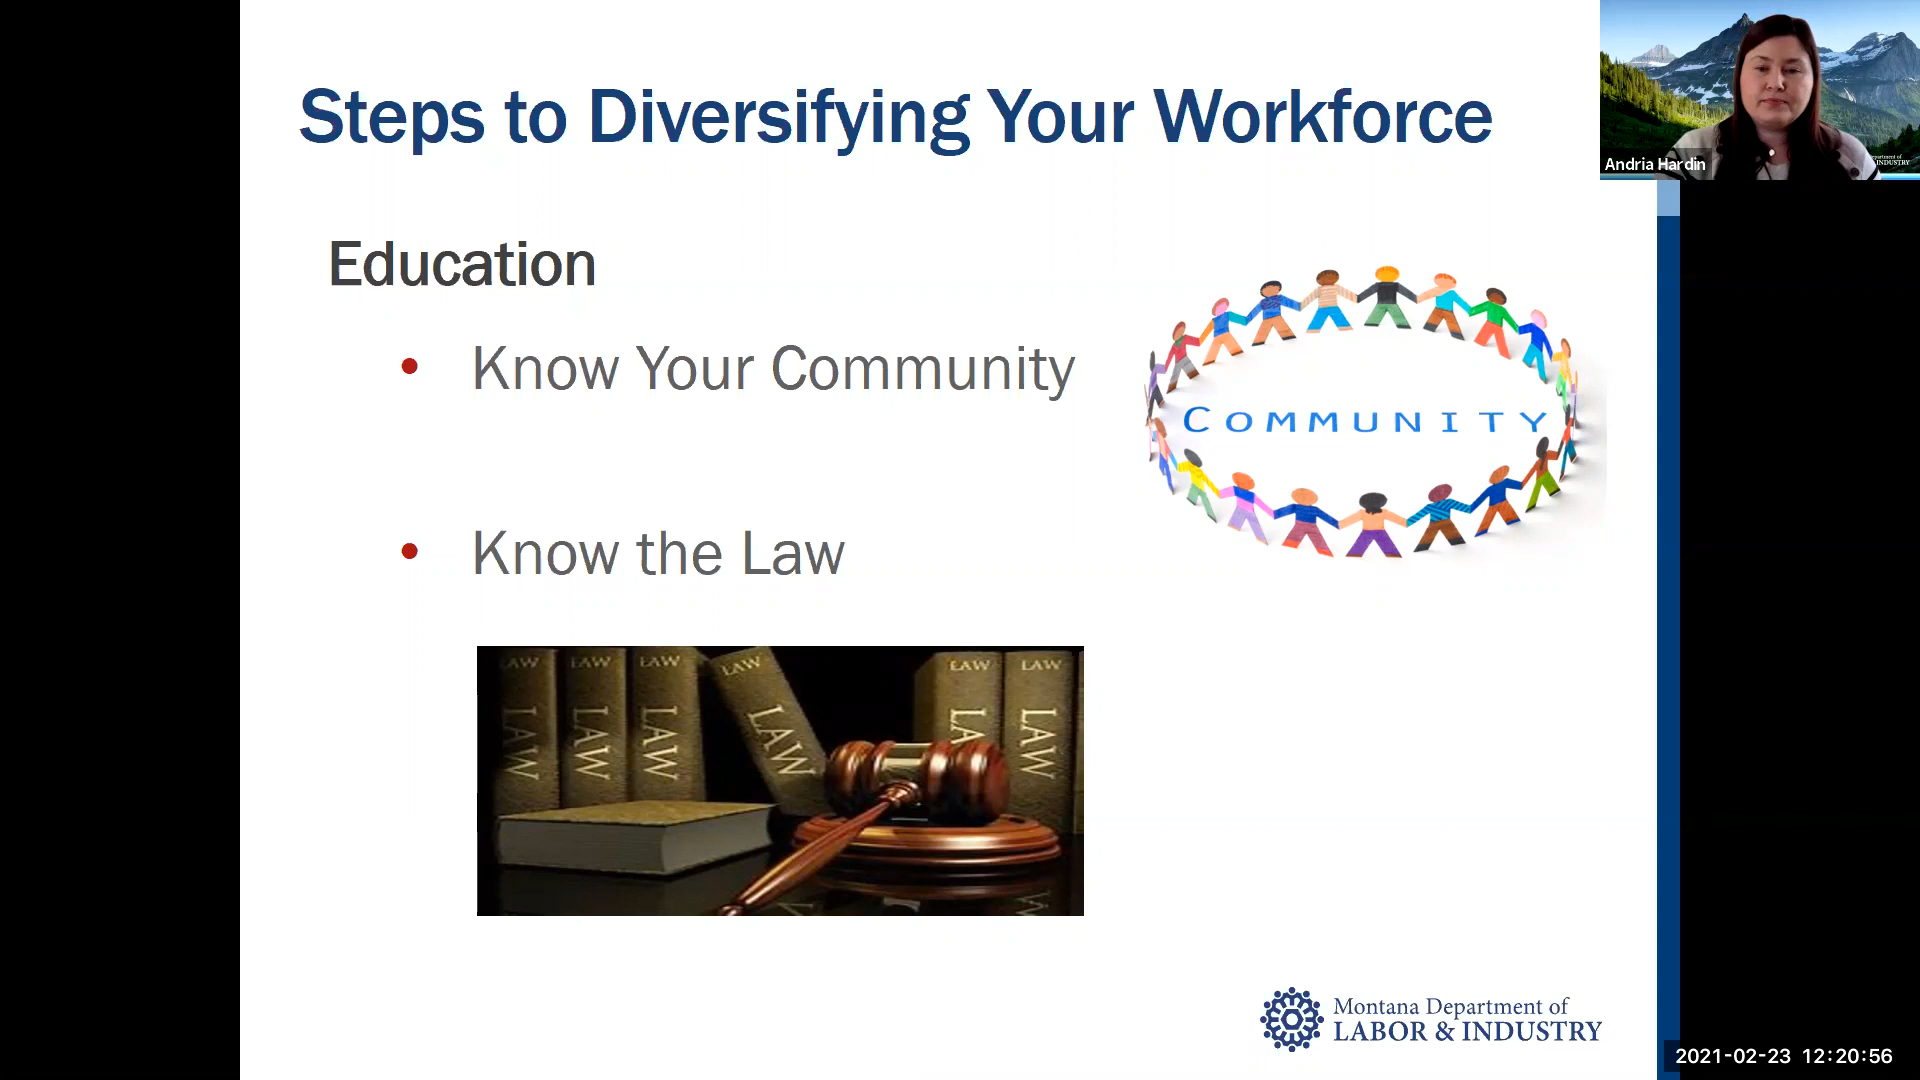 Steps to Diversifying Your Workforce
Andria Hardin
Education
• Know Your Community
COMMUNITY
• Know the Law
LAW LAW LAW LAW LAW LAW
LAW LAW LAW LAW LAW
Montana Department of
LABOR & INDUSTRY
2021-02-23 12:20:56